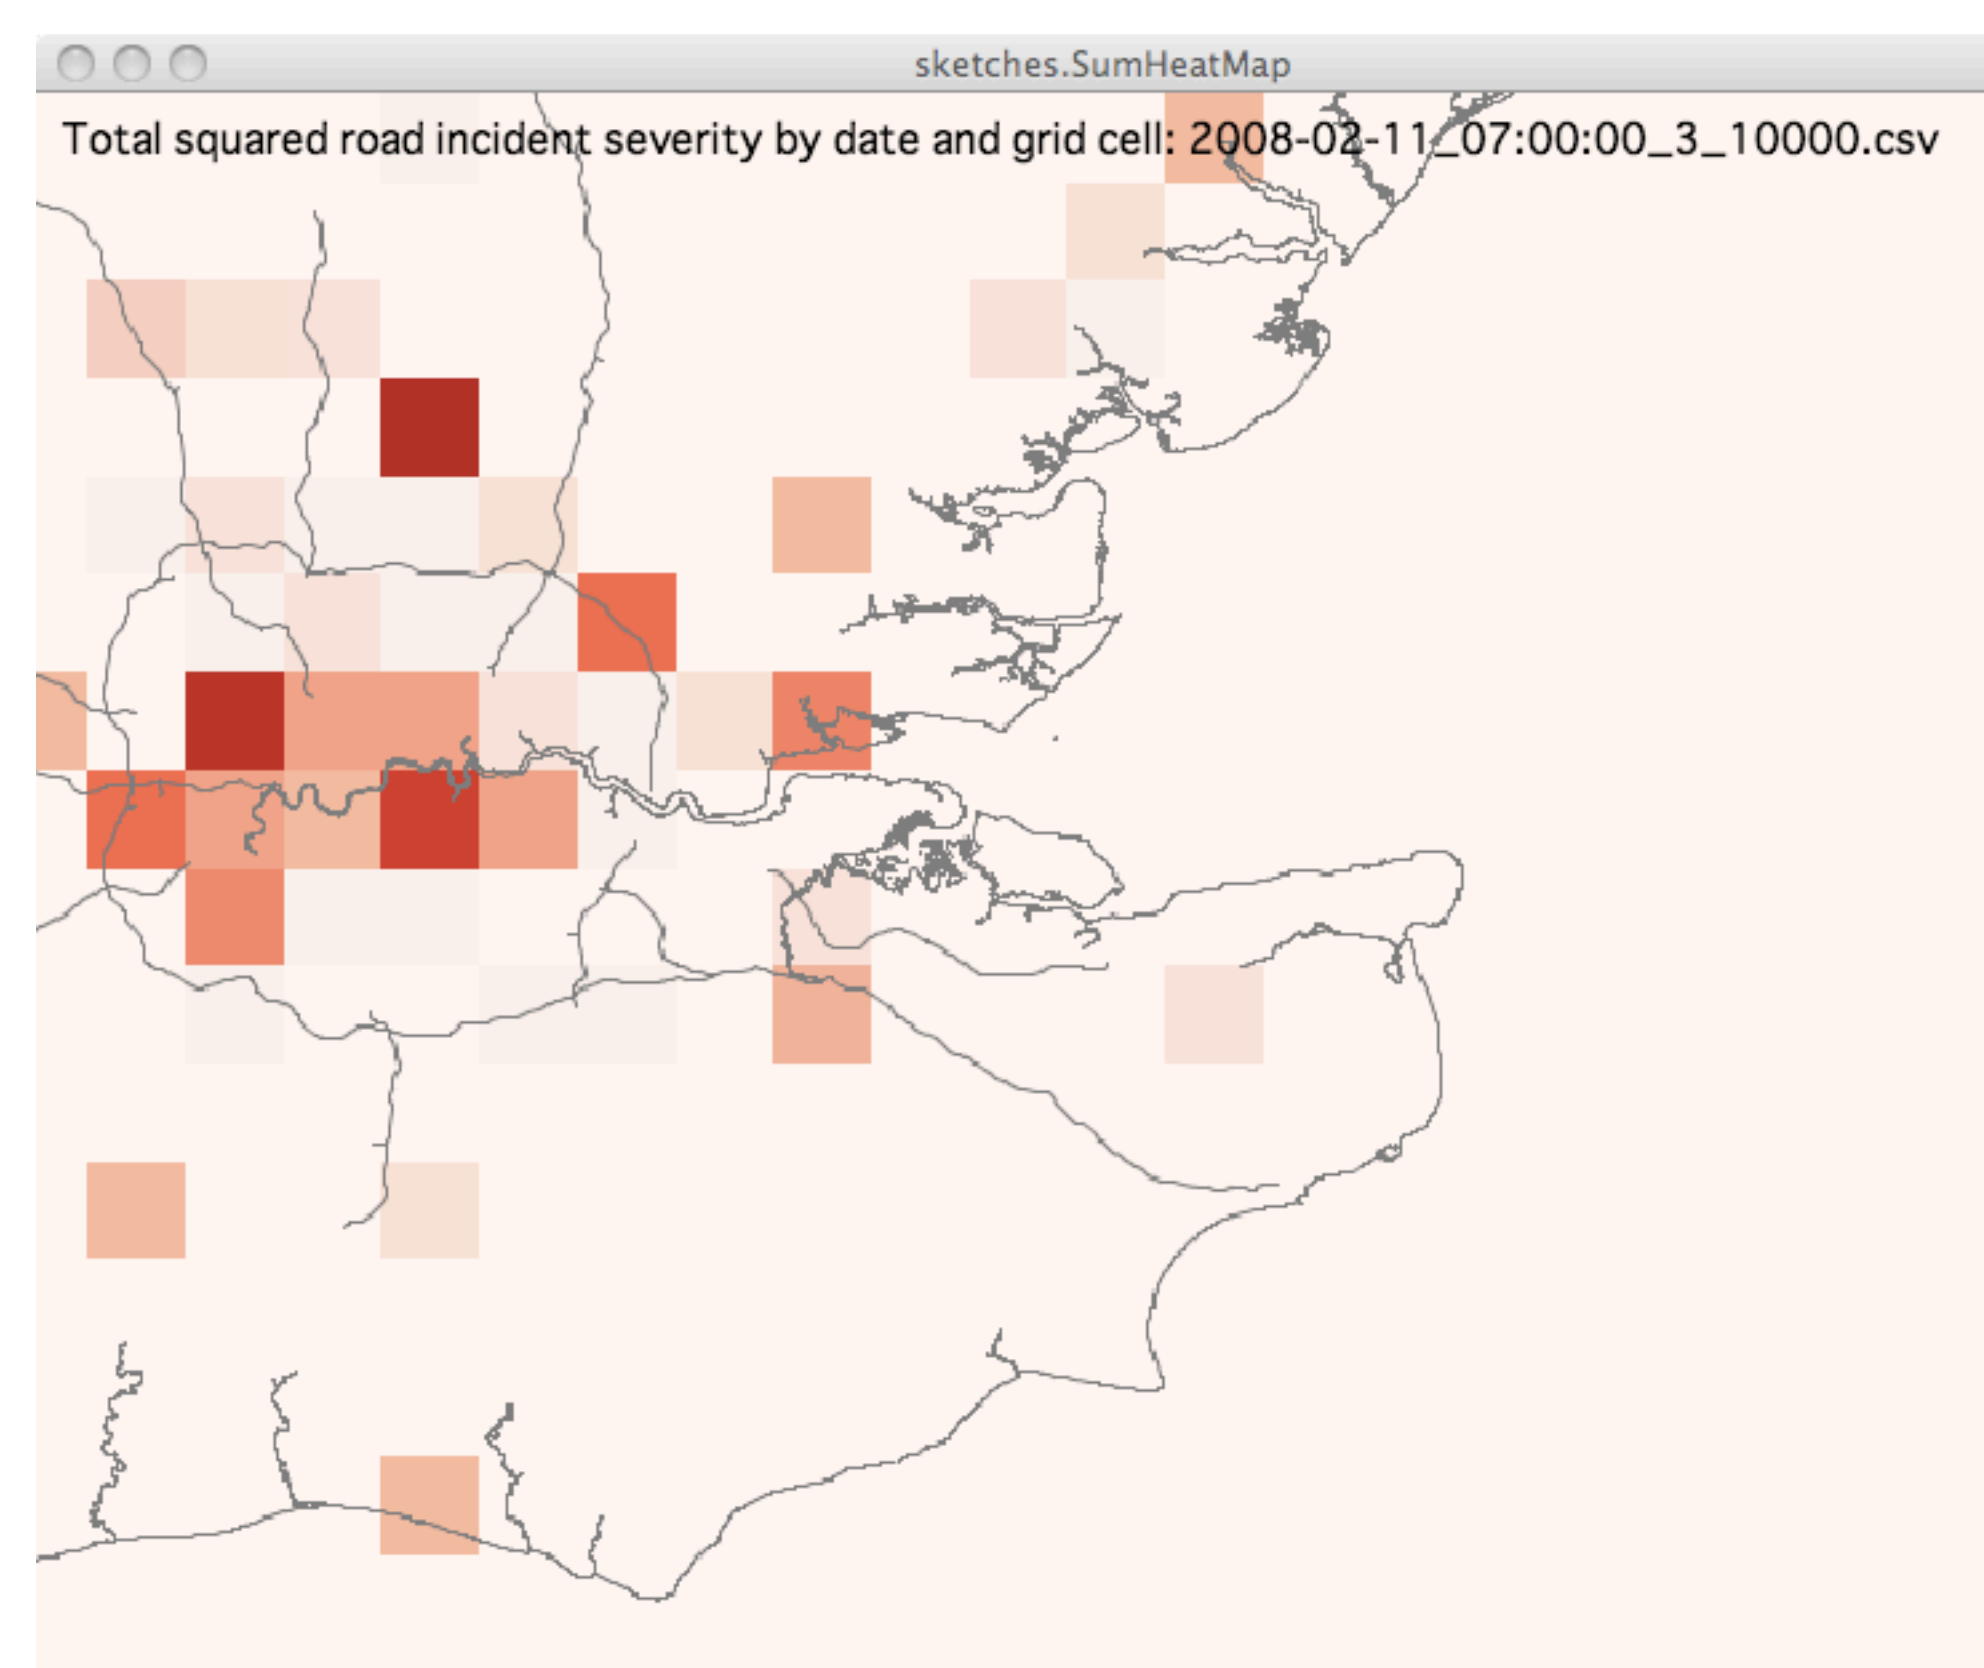 sketches.SumHeatMap
Total squared road incident severity by date and grid cell: 2008-02-11_07:00:00_3_10000.csv